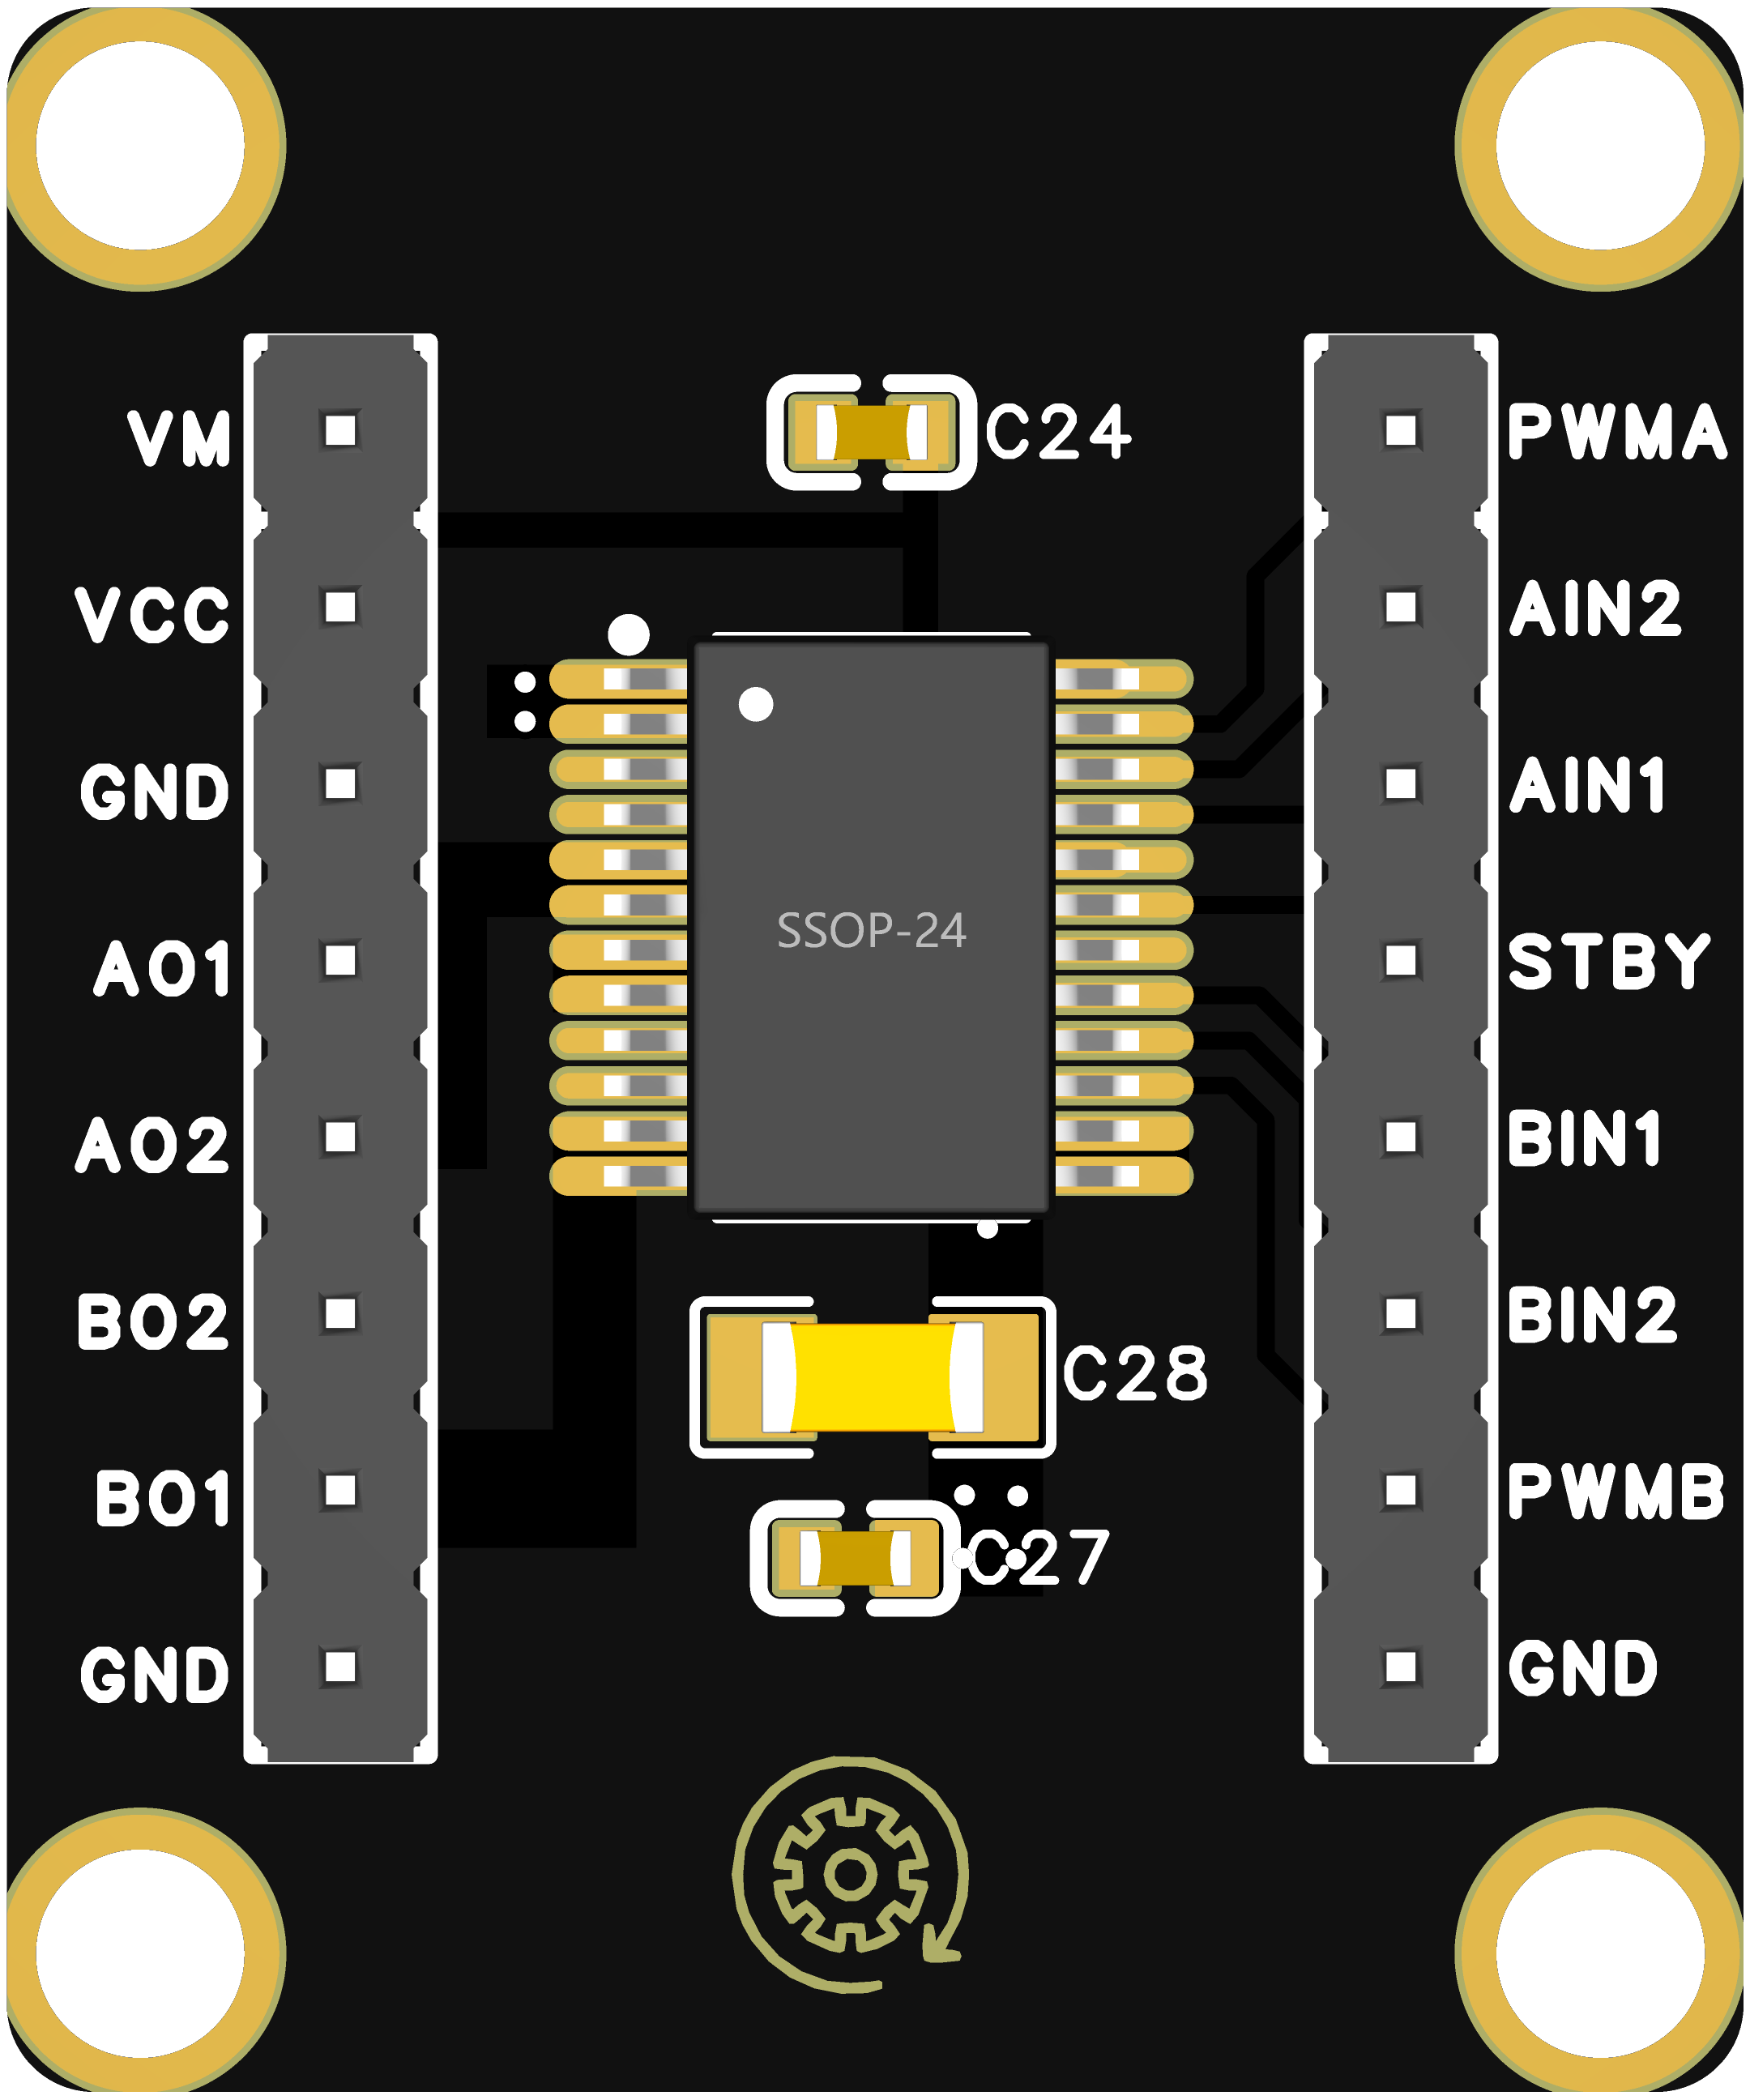 C24
VM
PWMA
VCC
AIN2
GND
AIN1
SSOP-24
AO1
STBY
AO2
BIN1
BO2
BIN2
C28
BO1
PWMB
C27
GND
GND